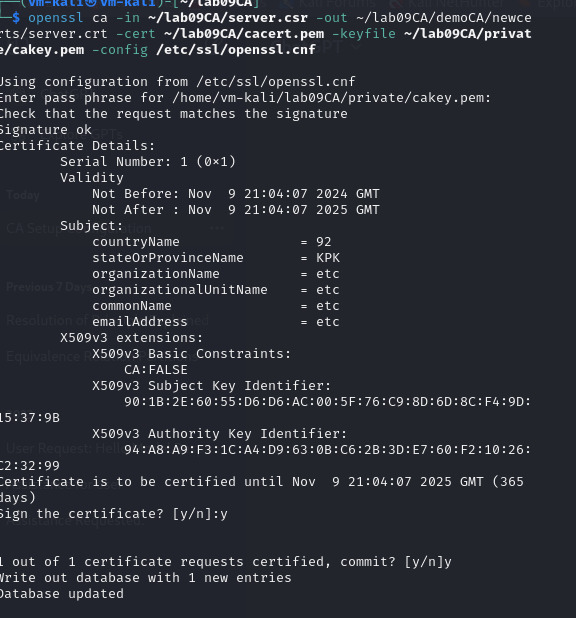 (vm-kali㉿vm-kali)-[~/lab09CA]
$ openssl ca -in ~/lab09CA/server.csr -out ~/lab09CA/demoCA/newce
rts/server.crt -cert ~/lab09CA/cacert.pem -keyfile ~/lab09CA/privat
e/cakey.pem -config /etc/ssl/openssl.cnf
Using configuration from /etc/ssl/openssl.cnf
Enter pass phrase for /home/vm-kali/lab09CA/private/cakey.pem:
Check that the request matches the signature
Signature ok
Certificate Details:
Serial Number: 1 (0×1)
Validity
Not Before: Nov  9 21:04:07 2024 GMT
Not After : Nov  9 21:04:07 2025 GMT
Subject:
countryName = 92
stateOrProvinceName = KPK
organizationName = etc
organizationalUnitName = etc
commonName = etc
emailAddress = etc
X509v3 extensions:
X509v3 Basic Constraints:
CA:FALSE
X509v3 Subject Key Identifier:
90:1B:2E:60:55:D6:D6:AC:00:5F:76:C9:8D:6D:8C:F4:9D:
15:37:9B
X509v3 Authority Key Identifier:
94:A8:A9:F3:1C:A4:D9:63:0B:C6:2B:3D:E7:60:F2:10:26:
C2:32:99
Certificate is to be certified until Nov  9 21:04:07 2025 GMT (365
days)
Sign the certificate? [y/n]:y
1 out of 1 certificate requests certified, commit? [y/n]y
Write out database with 1 new entries
Database updated
Today
Previous 7 Days